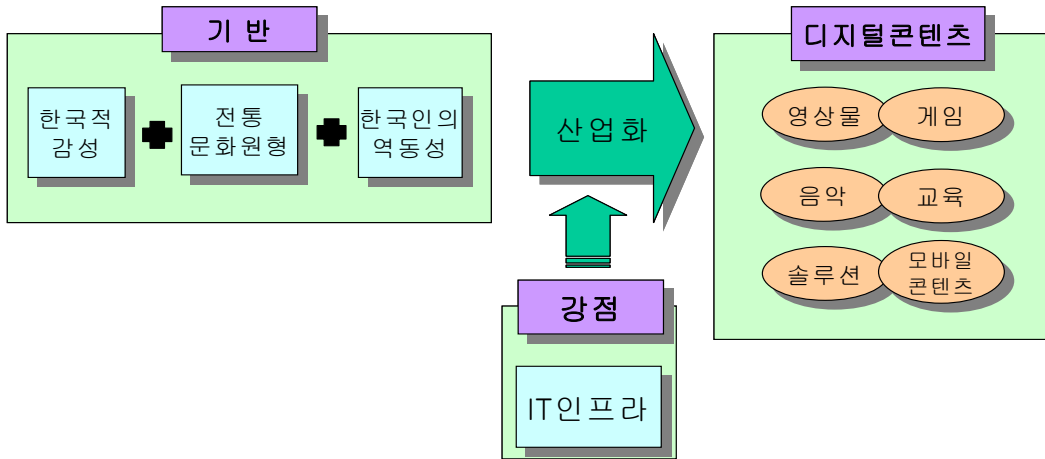 기 반
한국적
감성
전통
문화원형
한국인의
역동성
산업화
강점
IT인프라
디지털콘텐츠
영상물
게임
음악
교육
솔루션
모바일
콘텐츠